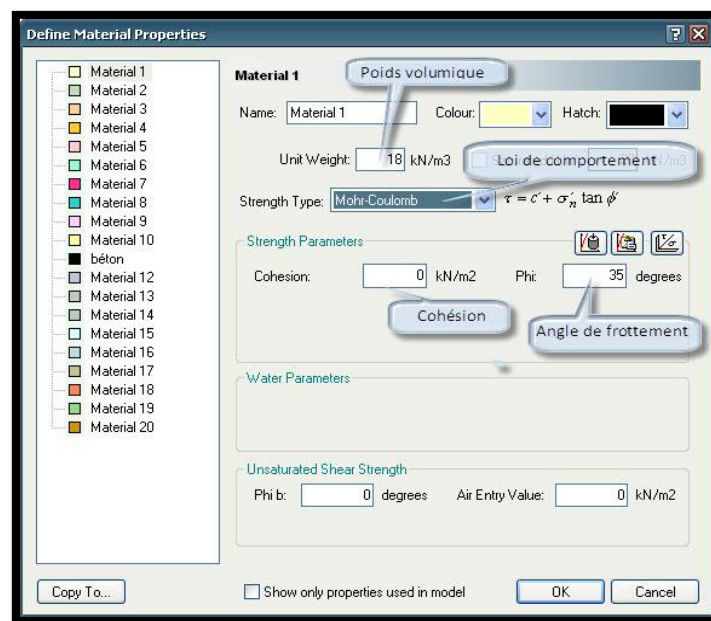 Define Material Properties
Material 1
Material 2
Material 3
Material 4
Material 5
Material 6
Material 7
Material 8
Material 9
Material 10
béton
Material 12
Material 13
Material 14
Material 15
Material 16
Material 17
Material 18
Material 19
Material 20
Material 1
Poids volumique
Name: Material 1 Colour: Hatch:
Unit Weight: 18 kN/m3
Loi de comportement
Strength Type: Mohr-Coulomb τ = c′ + σ′n tan φ′
Strength Parameters
Cohesion: 0 kN/m2 Phi: 35 degrees
Cohésion
Angle de frottement
Water Parameters
Unsaturated Shear Strength
Phi b: 0 degrees Air Entry Value: 0 kN/m2
Copy To... Show only properties used in model OK Cancel